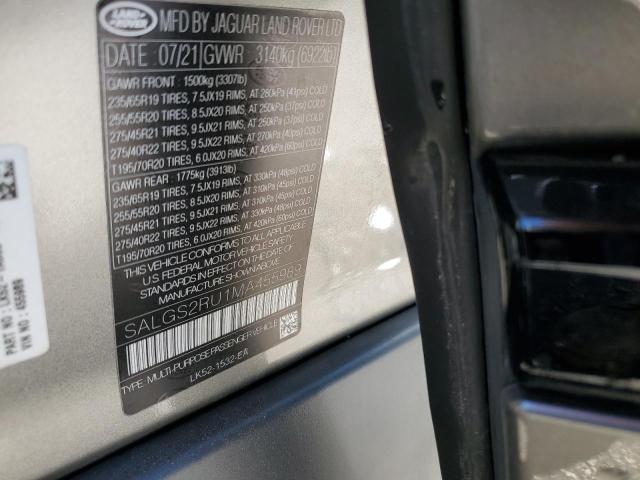 LAND ROVER
MFD BY JAGUAR LAND ROVER LTD
DATE 07/21 GVWR 3140kg (6922lb)
GAWR FRONT : 1500kg (3307lb)
235/65R19 TIRES, 7.5JX19 RIMS, AT 280kPa (41psi) COLD
255/55R20 TIRES, 8.5JX20 RIMS, AT 250kPa (37psi) COLD
275/45R21 TIRES, 9.5JX21 RIMS, AT 250kPa (37psi) COLD
275/40R22 TIRES, 9.5JX22 RIMS, AT 270kPa (40psi) COLD
T195/70R20 TIRES, 6.0JX20 RIMS, AT 420kPa (60psi) COLD
GAWR REAR : 1775kg (3913lb)
235/65R19 TIRES, 7.5JX19 RIMS, AT 330kPa (48psi) COLD
255/55R20 TIRES, 8.5JX20 RIMS, AT 310kPa (45psi) COLD
275/45R21 TIRES, 9.5JX21 RIMS, AT 310kPa (45psi) COLD
275/40R22 TIRES, 9.5JX22 RIMS, AT 330kPa (48psi) COLD
T195/70R20 TIRES, 6.0JX20 RIMS, AT 420kPa (60psi) COLD
THIS VEHICLE CONFORMS TO ALL APPLICABLE
U.S. FEDERAL MOTOR VEHICLE SAFETY STANDARDS
IN EFFECT ON THE DATE OF MANUFACTURE
SHOWN ABOVE.
SALGS2RU1MA455989
TYPE: MULTI-PURPOSE PASSENGER VEHICLE
LK52-1532-EA